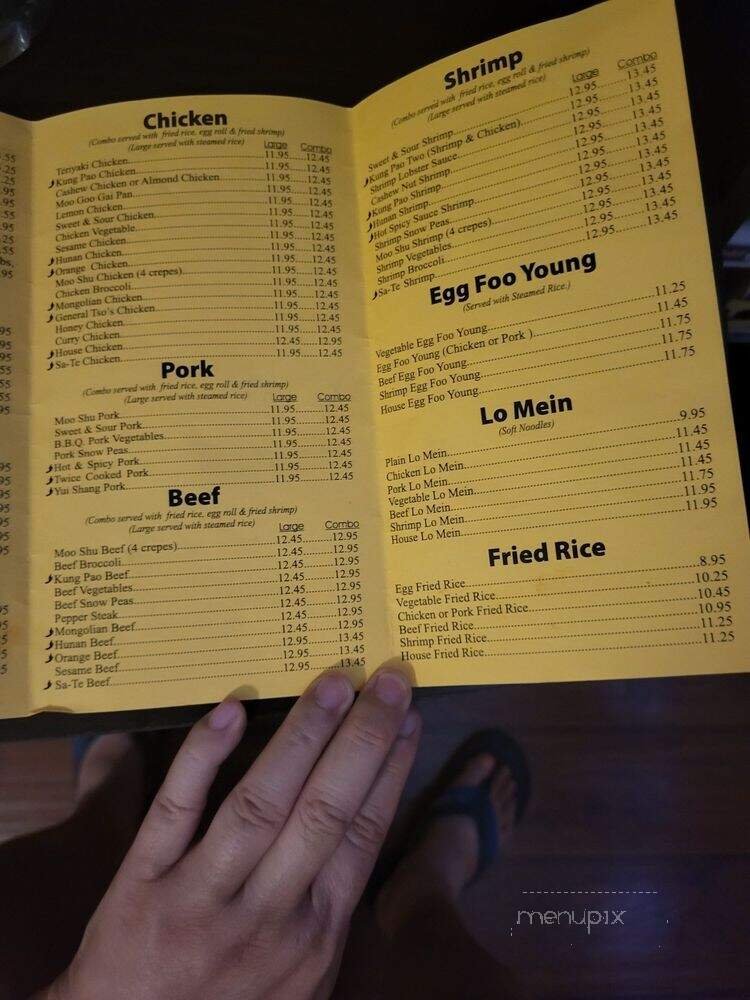 Chicken
(Combo served with fried rice, egg roll & fried shrimp)
(Large served with steamed rice)
Large Combo
Teriyaki Chicken 11.95 12.45
Kung Pao Chicken 11.95 12.45
Cashew Chicken or Almond Chicken 11.95 12.45
Moo Goo Gai Pan 11.95 12.45
Lemon Chicken 11.95 12.45
Sweet & Sour Chicken 11.95 12.45
Chicken Vegetable 11.95 12.45
Sesame Chicken 11.95 12.45
Hunan Chicken 11.95 12.45
Orange Chicken 11.95 12.45
Moo Shu Chicken (4 crepes) 11.95 12.45
Chicken Broccoli 11.95 12.45
Mongolian Chicken 11.95 12.45
General Tso's Chicken 11.95 12.45
Honey Chicken 11.95 12.45
Curry Chicken 11.95 12.45
House Chicken 12.45 12.95
Sa-Te Chicken 11.95 12.45
Pork
(Combo served with fried rice, egg roll & fried shrimp)
(Large served with steamed rice)
Large Combo
Moo Shu Pork 11.95 12.45
Sweet & Sour Pork 11.95 12.45
B.B.Q. Pork Vegetables 11.95 12.45
Pork Snow Peas 11.95 12.45
Hot & Spicy Pork 11.95 12.45
Twice Cooked Pork 11.95 12.45
Yui Shang Pork 11.95 12.45
Beef
(Combo served with fried rice, egg roll & fried shrimp)
(Large served with steamed rice)
Large Combo
Moo Shu Beef (4 crepes) 12.45 12.95
Beef Broccoli 12.45 12.95
Kung Pao Beef 12.45 12.95
Beef Vegetables 12.45 12.95
Beef Snow Peas 12.45 12.95
Pepper Steak 12.45 12.95
Mongolian Beef 12.45 12.95
Hunan Beef 12.45 12.95
Orange Beef 12.95 13.45
Sesame Beef 12.45 12.95
Sa-Te Beef 12.95 13.45
Shrimp
(Combo served with fried rice, egg roll & fried shrimp)
(Large served with steamed rice)
Large Combo
Sweet & Sour Shrimp 12.95 13.45
Kung Pao Two (Shrimp & Chicken) 12.95 13.45
Shrimp Lobster Sauce 12.95 13.45
Cashew Nut Shrimp 12.95 13.45
Kung Pao Shrimp 12.95 13.45
Hunan Shrimp 12.95 13.45
Hot Spicy Sauce Shrimp 12.95 13.45
Shrimp Snow Peas 12.95 13.45
Moo Shu Shrimp (4 crepes) 12.95 13.45
Shrimp Vegetables 12.95 13.45
Shrimp Broccoli 12.95 13.45
Sa-Te Shrimp 12.95 13.45
Egg Foo Young
(Served with Steamed Rice.)
Vegetable Egg Foo Young 11.25
Egg Foo Young (Chicken or Pork ) 11.45
Beef Egg Foo Young 11.75
Shrimp Egg Foo Young 11.75
House Egg Foo Young 11.75
Lo Mein
(Soft Noodles)
Plain Lo Mein 9.95
Chicken Lo Mein 11.45
Pork Lo Mein 11.45
Vegetable Lo Mein 11.45
Beef Lo Mein 11.75
Shrimp Lo Mein 11.95
House Lo Mein 11.95
Fried Rice
Egg Fried Rice 8.95
Vegetable Fried Rice 10.25
Chicken or Pork Fried Rice 10.45
Beef Fried Rice 10.95
Shrimp Fried Rice 11.25
House Fried Rice 11.25
menupix